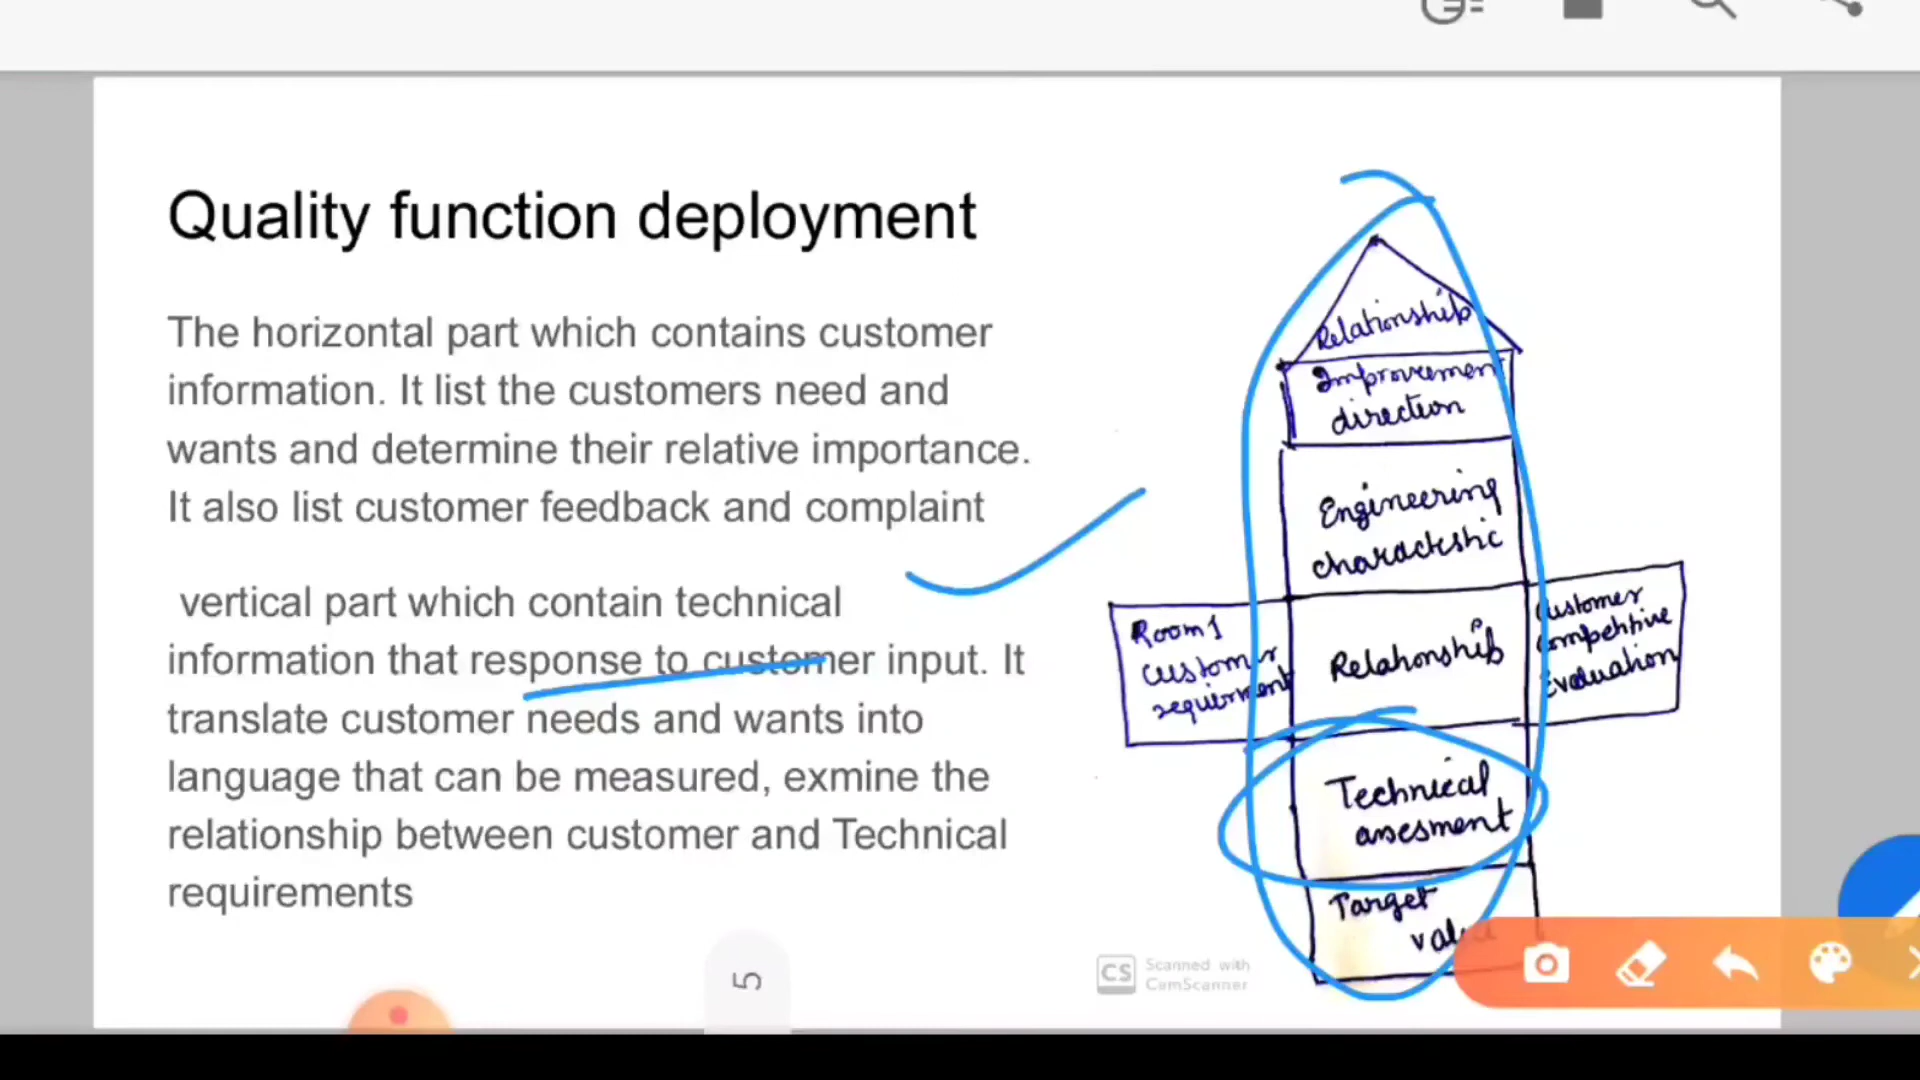 Quality function deployment
The horizontal part which contains customer
information. It list the customers need and
wants and determine their relative importance.
It also list customer feedback and complaint
vertical part which contain technical
information that response to customer input. It
translate customer needs and wants into
language that can be measured, exmine the
relationship between customer and Technical
requirements
Relationship
Improvemen
direction
Engineering
Relationship
Room 1
customer
customer
competitive
Evaluation
Technical
assesment
Target
CS
Scanned with
CamScanner
5